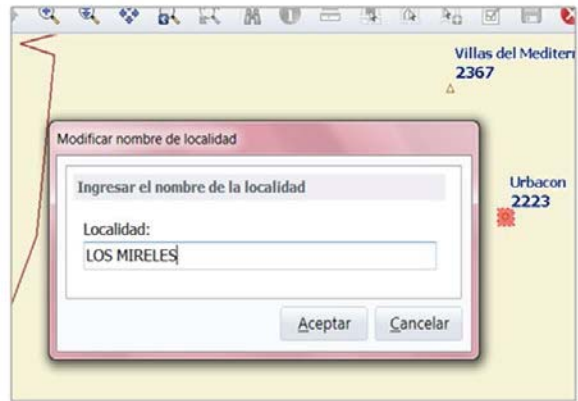 Villas del Mediterr
2367
Modificar nombre de localidad
Ingresar el nombre de la localidad
Urbacon
2223
Localidad:
LOS MIRELES
Aceptar
Cancelar